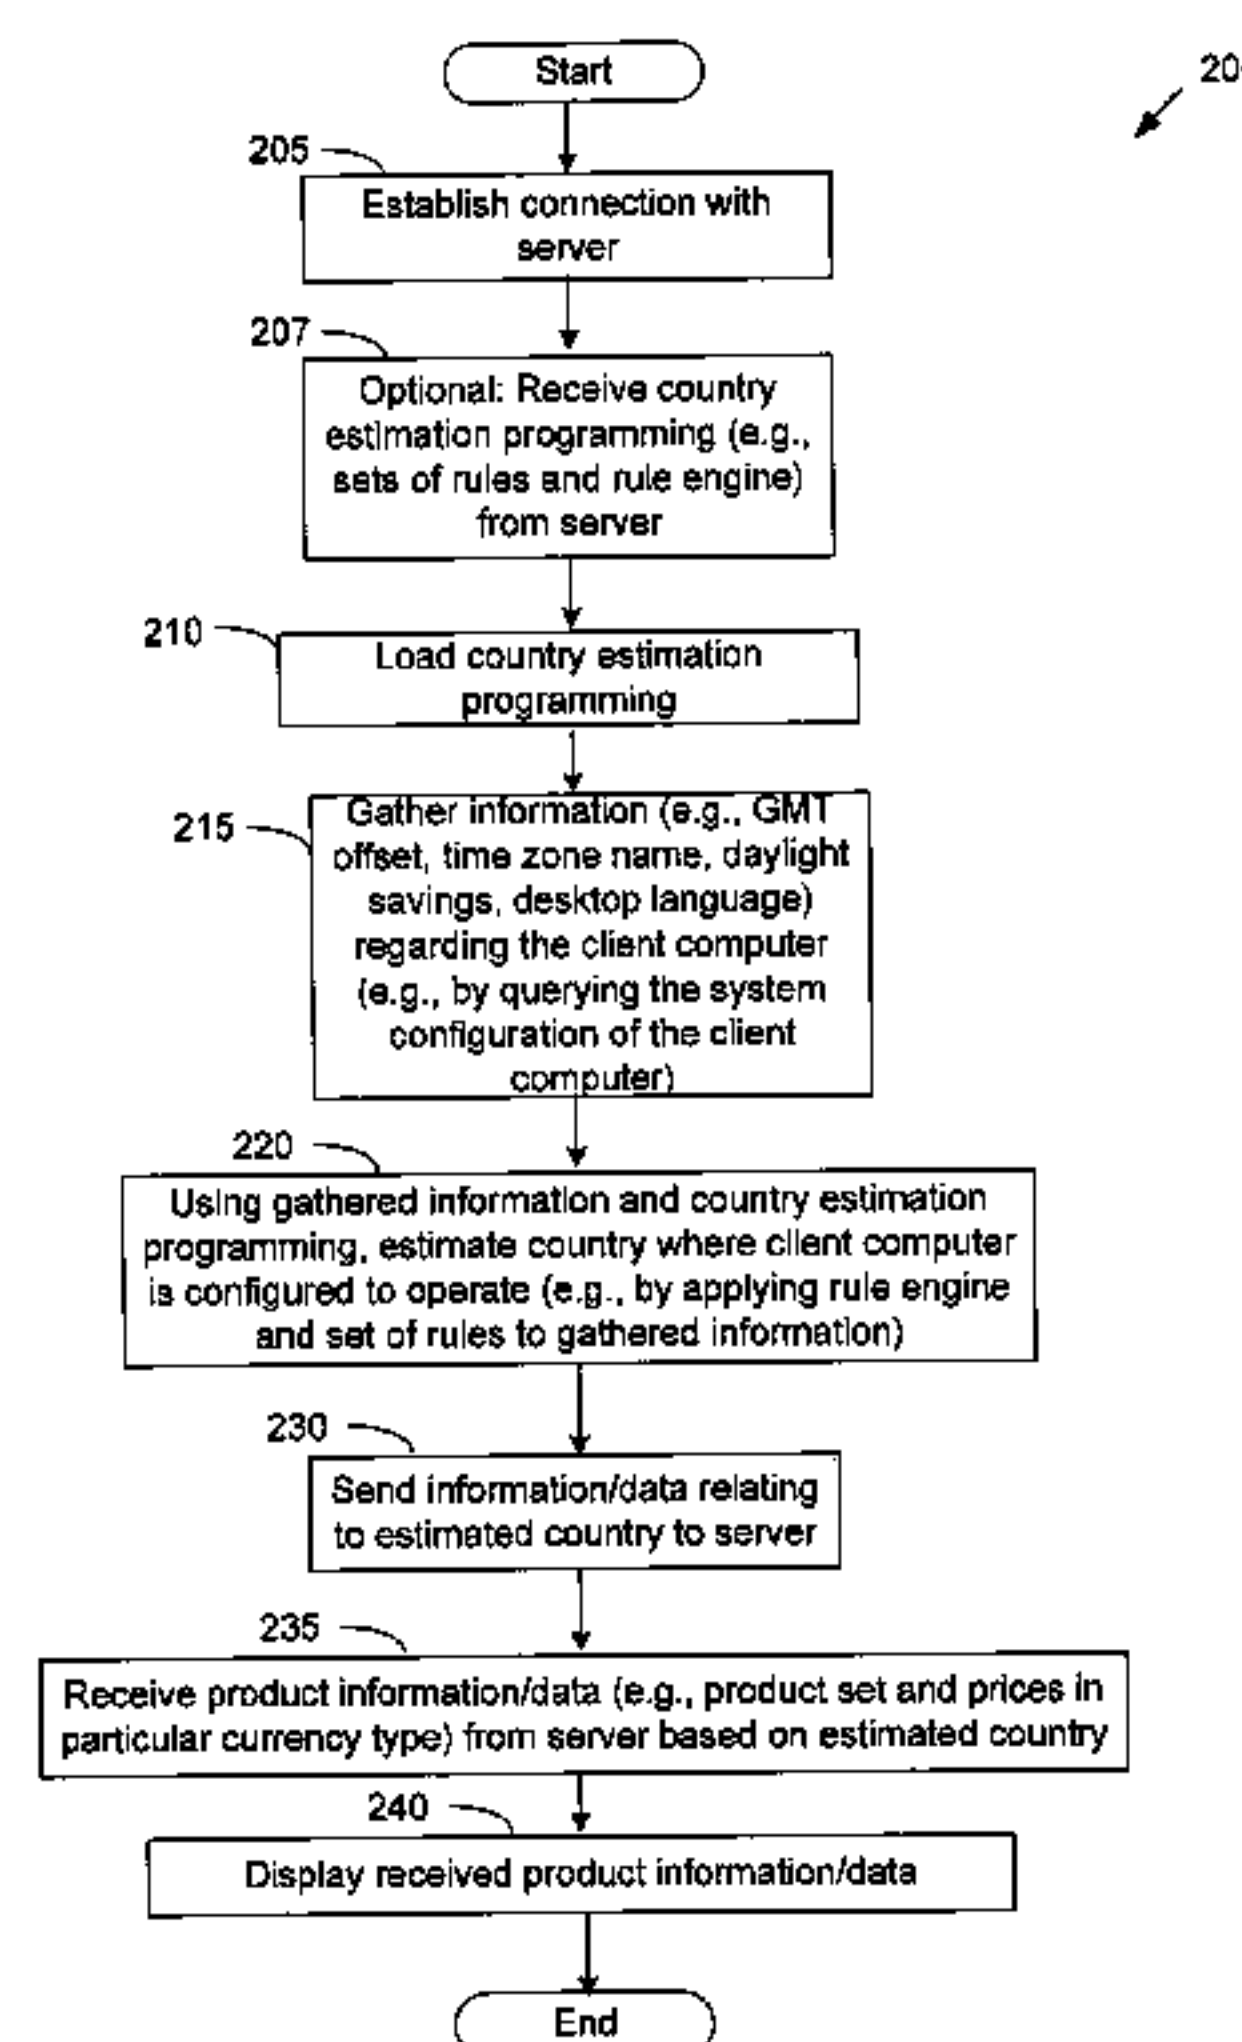 Start
205
Establish connection with
server
207
Optional: Receive country
estimation programming (e.g.,
sets of rules and rule engine)
from server
210
Load country estimation
programming
215
Gather information (e.g., GMT
offset, time zone name, daylight
savings, desktop language)
regarding the client computer
(e.g., by querying the system
configuration of the client
computer)
220
Using gathered information and country estimation
programming, estimate country where client computer
is configured to operate (e.g., by applying rule engine
and set of rules to gathered information)
230
Send information/data relating
to estimated country to server
235
Receive product information/data (e.g., product set and prices in
particular currency type) from server based on estimated country
240
Display received product information/data
End